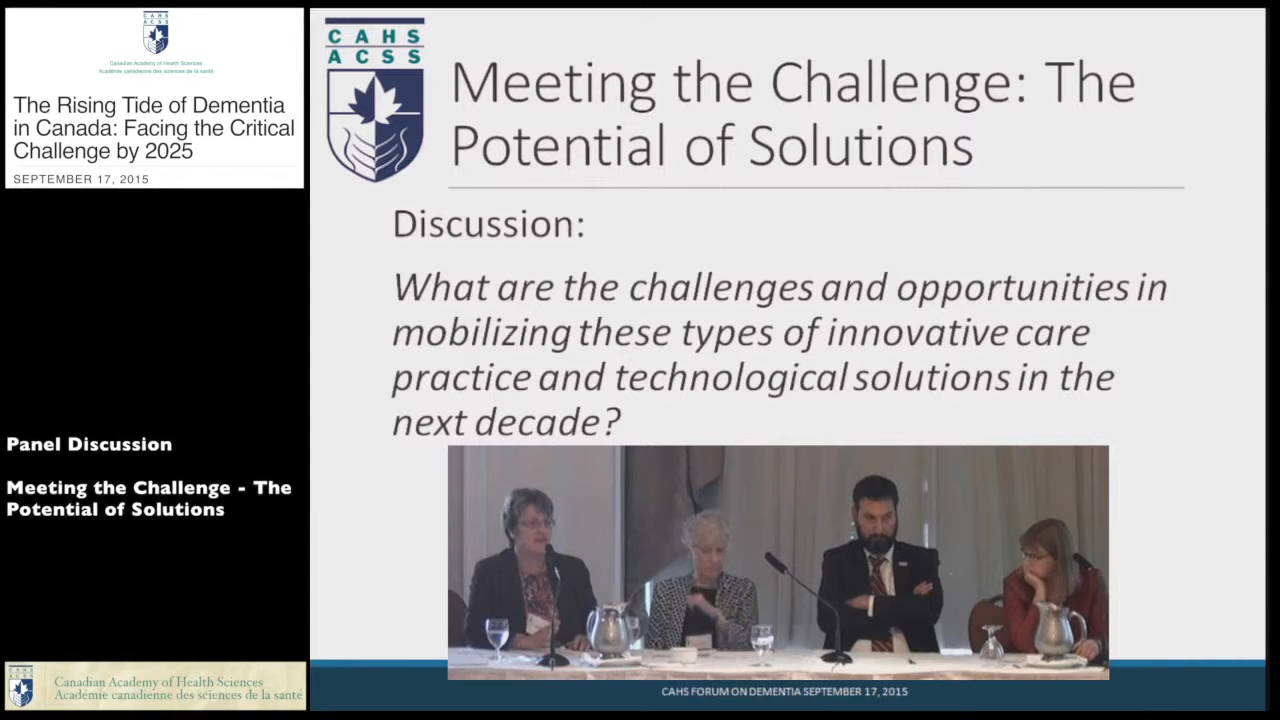 CAHS
ACSS
Canadian Academy of Health Sciences
Académie canadienne des sciences de la santé
The Rising Tide of Dementia
in Canada: Facing the Critical
Challenge by 2025
SEPTEMBER 17, 2015
Panel Discussion
Meeting the Challenge - The
Potential of Solutions
CAHS
ACSS
Canadian Academy of Health Sciences
Académie canadienne des sciences de la santé
CAHS
ACSS
Meeting the Challenge: The
Potential of Solutions
Discussion:
What are the challenges and opportunities in
mobilizing these types of innovative care
practice and technological solutions in the
next decade?
CAHS FORUM ON DEMENTIA SEPTEMBER 17, 2015